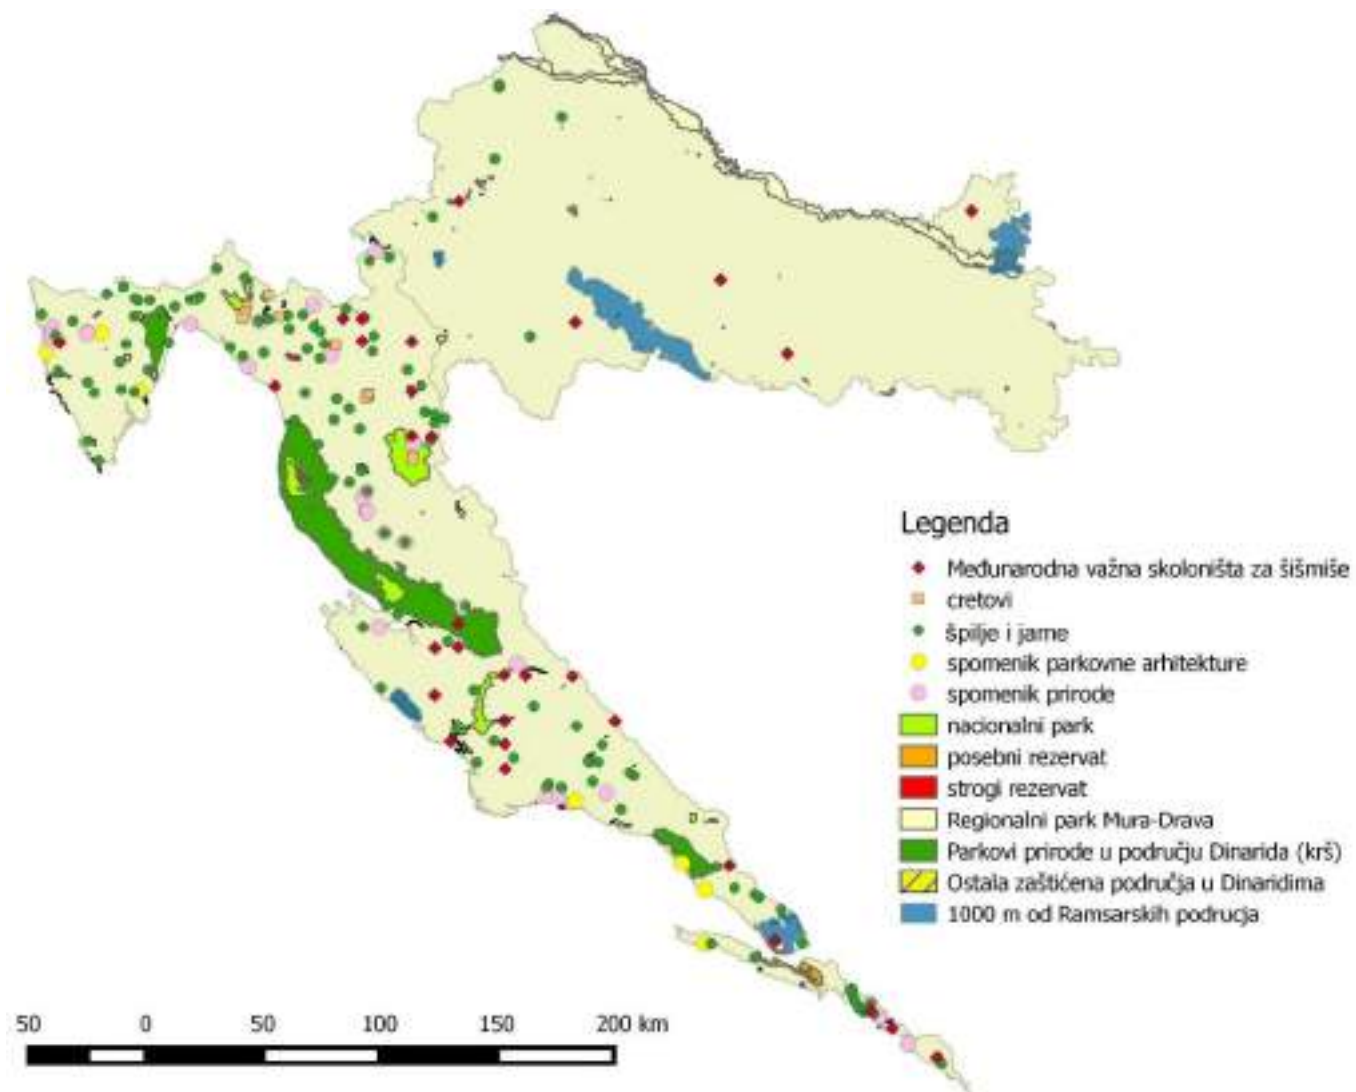 Legenda
Međunarodna važna skoloništa za šišmiše
cretovi
špilje i jame
spomenik parkovne arhitekture
spomenik prirode
nacionalni park
posebni rezervat
strogi rezervat
Regionalni park Mura-Drava
Parkovi prirode u području Dinarida (krš)
Ostala zaštićena područja u Dinaridima
1000 m od Ramsarskih podrucja
50 0 50 100 150 200 km